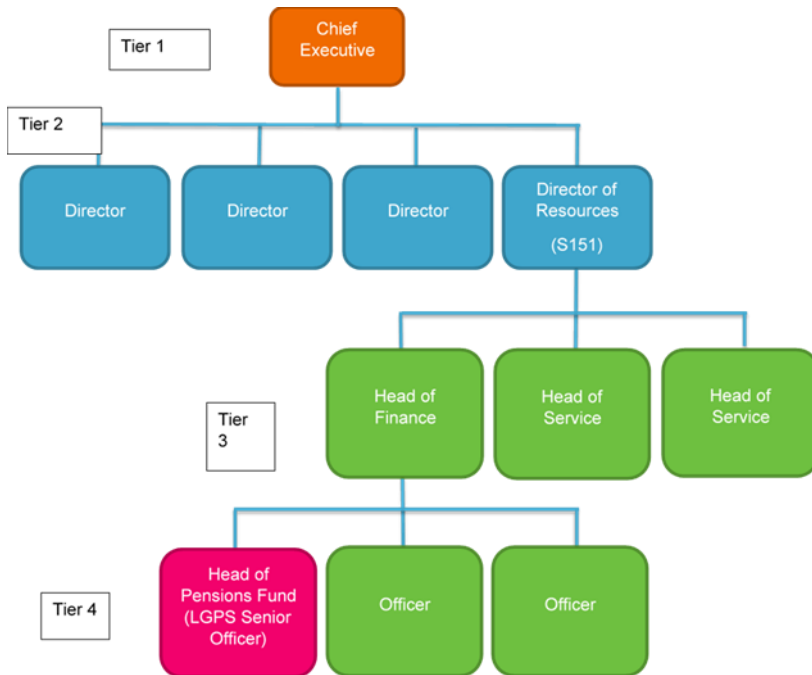 Tier 1
Chief
Executive
Tier 2
Director
Director
Director
Director of
Resources
(S151)
Tier
3
Head of
Finance
Head of
Service
Head of
Service
Tier 4
Head of
Pensions Fund
(LGPS Senior
Officer)
Officer
Officer